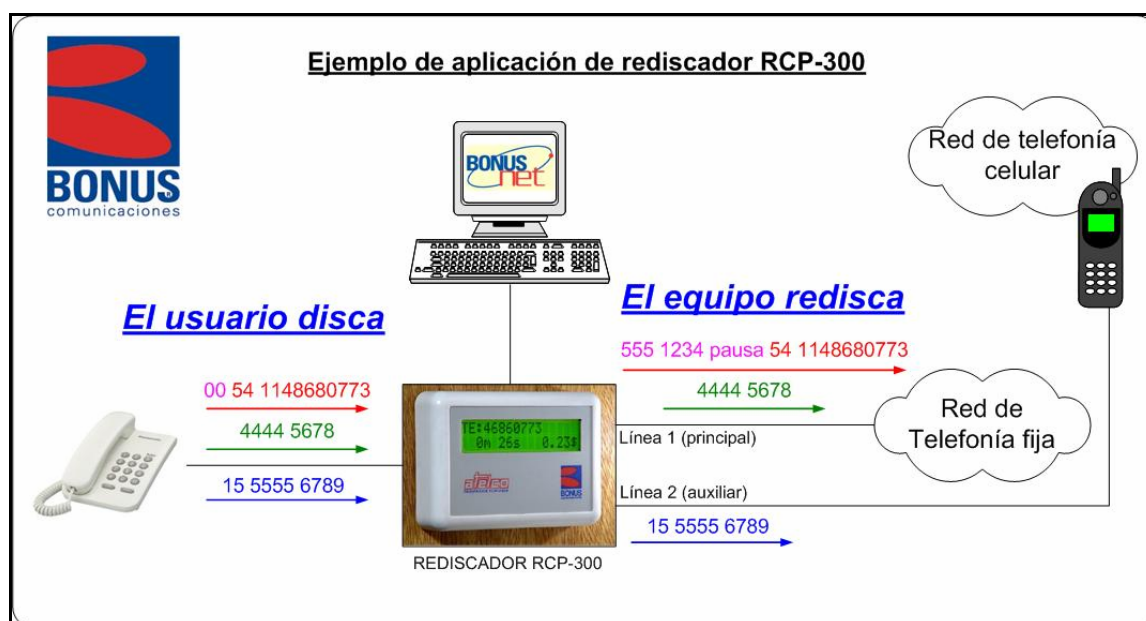 Ejemplo de aplicación de rediscador RCP-300
BONUS
comunicaciones
BONUS
net
Red de telefonía
celular
El usuario disca
El equipo redisca
00 54 1148680773
4444 5678
15 5555 6789
555 1234 pausa 54 1148680773
4444 5678
TE:46860773
0m 26s 0.23$
BONUS
Línea 1 (principal)
Red de
Telefonía fija
Línea 2 (auxiliar)
15 5555 6789
REDISCADOR RCP-300